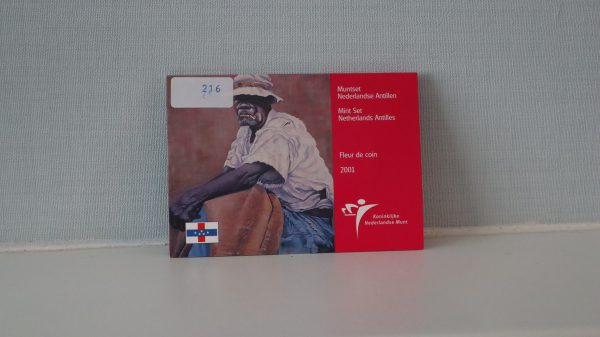 216
Muntset
Nederlandse Antillen
Mint Set
Netherlands Antilles
Fleur de coin
2001
Koninklijke
Nederlandse Munt